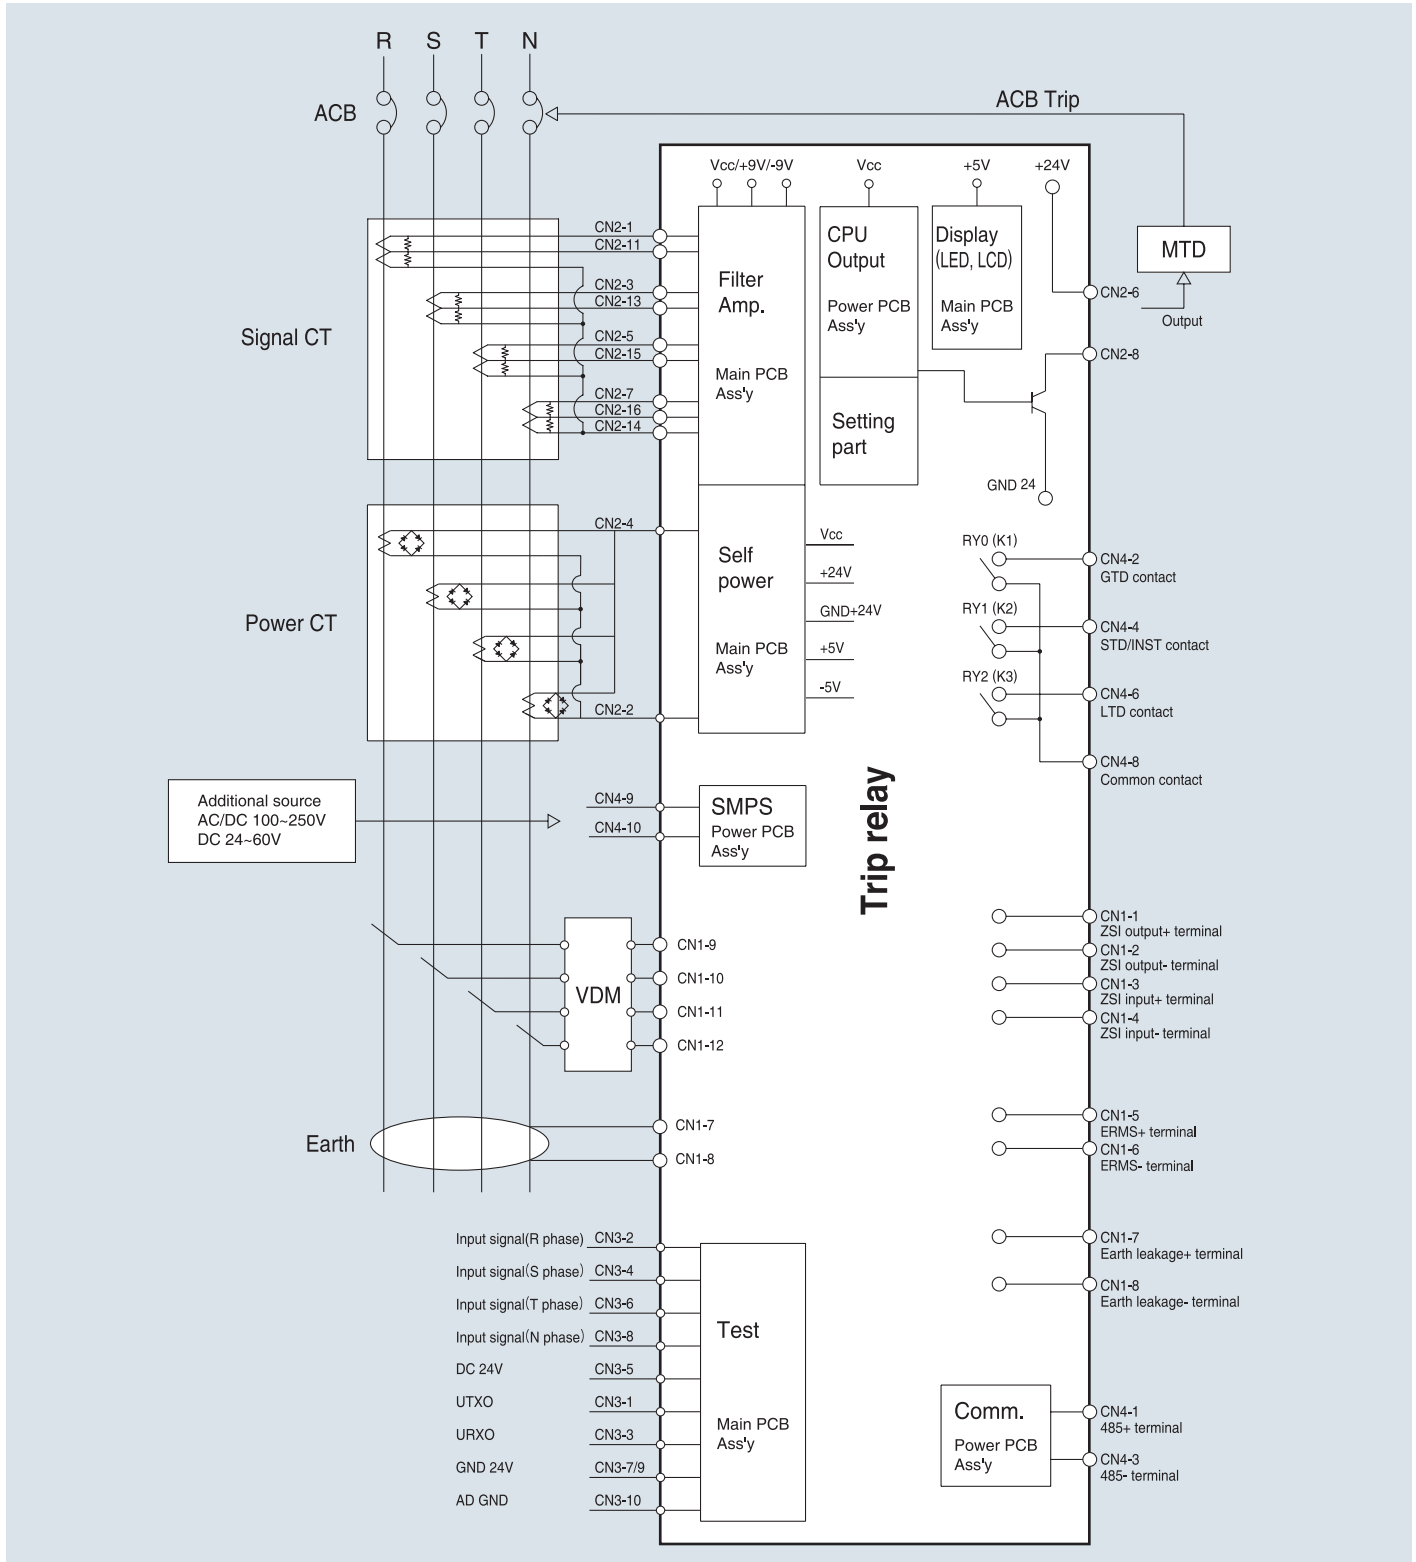 R S T N
ACB
ACB Trip
Vcc/+9V/-9V
Vcc
+5V
+24V
MTD
Output
CN2-6
CN2-8
Signal CT
CN2-1
CN2-11
CN2-3
CN2-13
CN2-5
CN2-15
CN2-7
CN2-16
CN2-14
Filter
Amp.
Main PCB
Ass'y
CPU
Output
Power PCB
Ass'y
Setting
part
Display
(LED, LCD)
Main PCB
Ass'y
GND 24
Power CT
CN2-4
CN2-2
Self
power
Main PCB
Ass'y
Vcc
+24V
GND+24V
+5V
-5V
RY0 (K1)
CN4-2
GTD contact
RY1 (K2)
CN4-4
STD/INST contact
RY2 (K3)
CN4-6
LTD contact
CN4-8
Common contact
Additional source
AC/DC 100~250V
DC 24~60V
CN4-9
CN4-10
SMPS
Power PCB
Ass'y
Trip relay
VDM
CN1-9
CN1-10
CN1-11
CN1-12
CN1-1
ZSI output+ terminal
CN1-2
ZSI output- terminal
CN1-3
ZSI input+ terminal
CN1-4
ZSI input- terminal
Earth
CN1-7
CN1-8
CN1-5
ERMS+ terminal
CN1-6
ERMS- terminal
CN1-7
Earth leakage+ terminal
CN1-8
Earth leakage- terminal
Input signal(R phase) CN3-2
Input signal(S phase) CN3-4
Input signal(T phase) CN3-6
Input signal(N phase) CN3-8
DC 24V CN3-5
UTXO CN3-1
URXO CN3-3
GND 24V CN3-7/9
AD GND CN3-10
Test
Main PCB
Ass'y
Comm.
Power PCB
Ass'y
CN4-1
485+ terminal
CN4-3
485- terminal